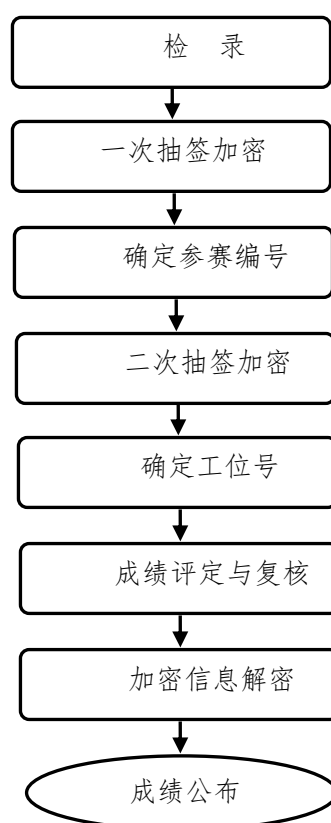 检 录
一次抽签加密
确定参赛编号
二次抽签加密
确定工位号
成绩评定与复核
加密信息解密
成绩公布